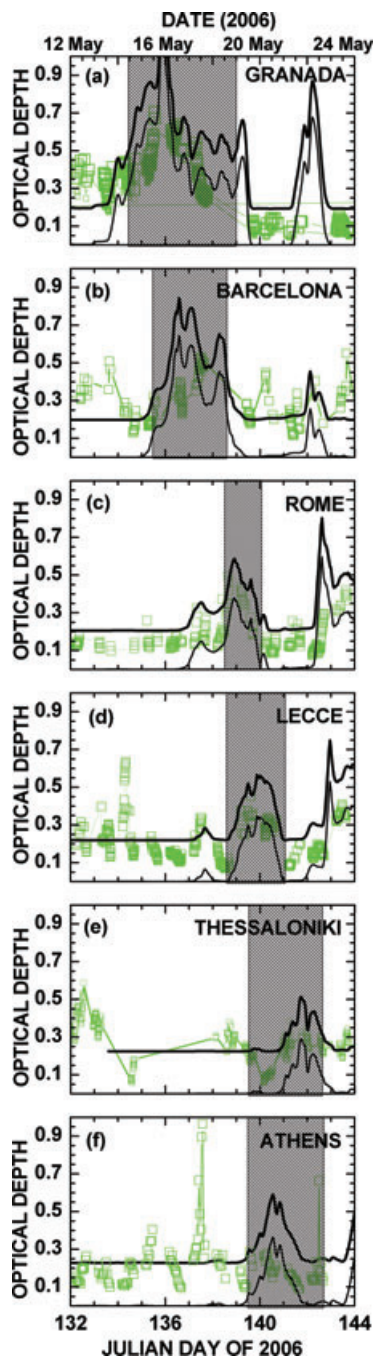 DATE (2006)
12 May 16 May 20 May 24 May
0.9
0.7
0.5
0.3
0.1
OPTICAL DEPTH
(a) GRANADA
0.9
0.7
0.5
0.3
0.1
OPTICAL DEPTH
(b) BARCELONA
0.9
0.7
0.5
0.3
0.1
OPTICAL DEPTH
(c) ROME
0.9
0.7
0.5
0.3
0.1
OPTICAL DEPTH
(d) LECCE
0.9
0.7
0.5
0.3
0.1
OPTICAL DEPTH
(e) THESSALONIKI
0.9
0.7
0.5
0.3
0.1
OPTICAL DEPTH
(f) ATHENS
132 136 140 144
JULIAN DAY OF 2006